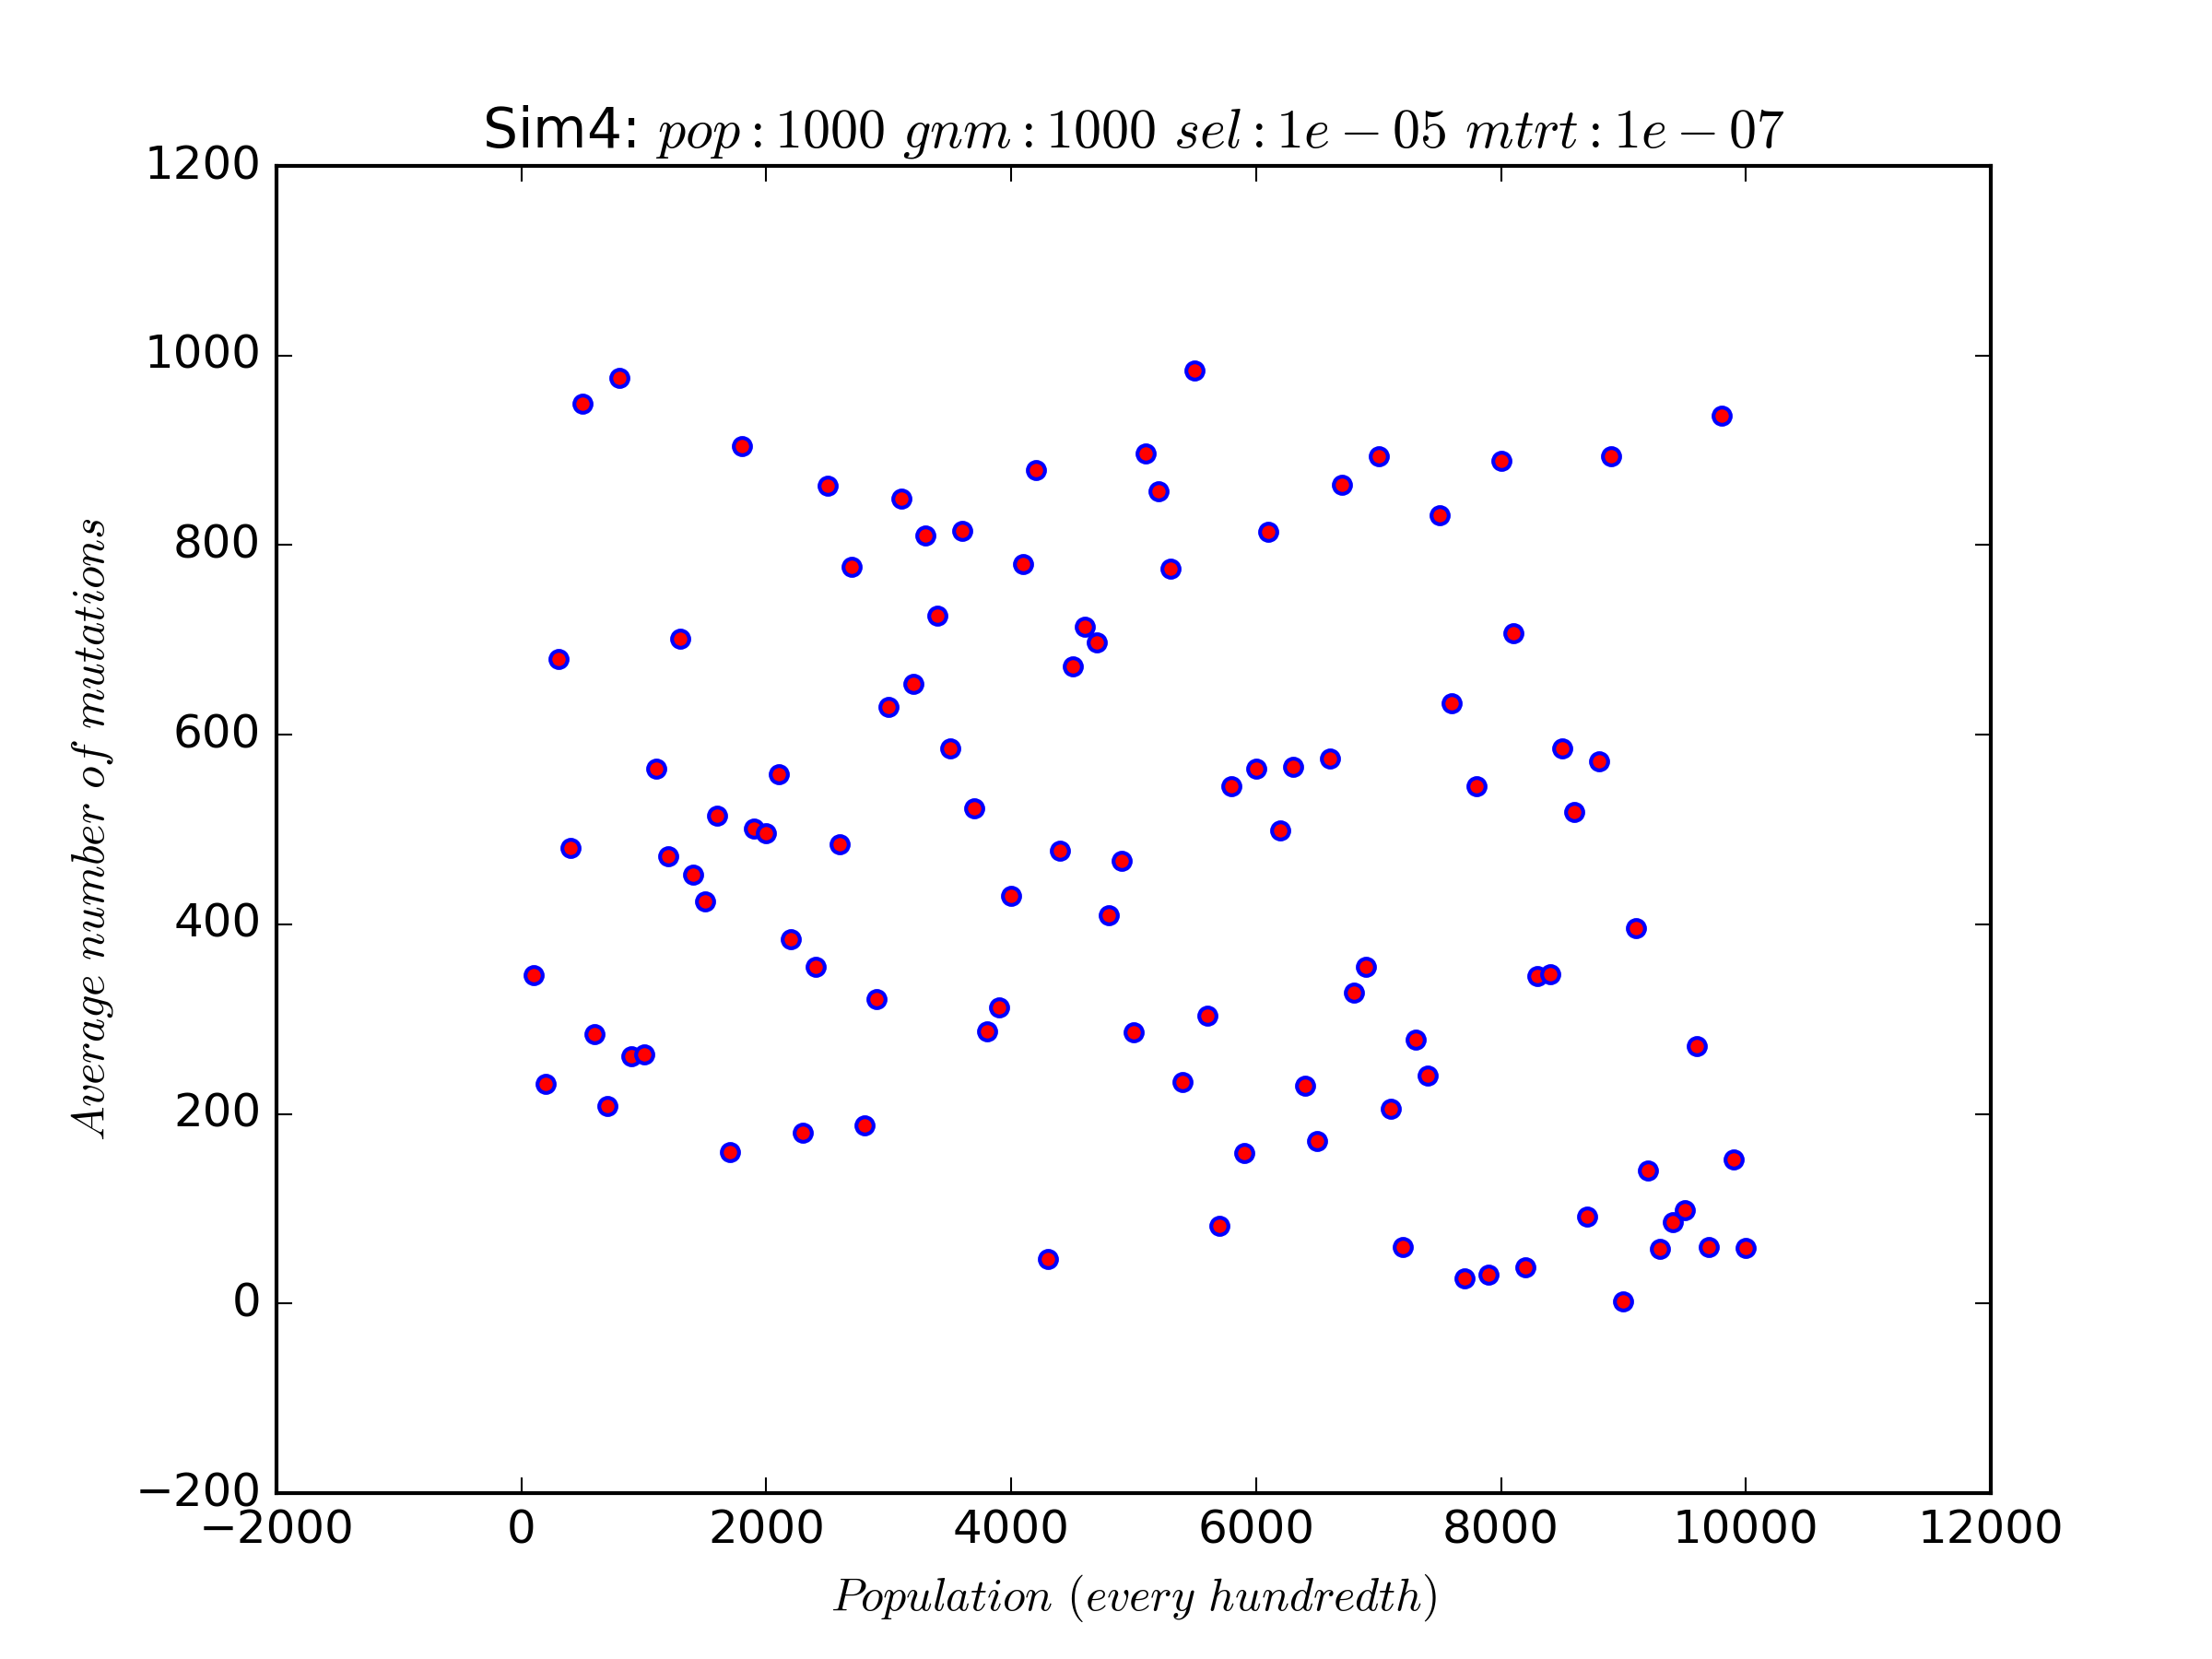 Sim4: pop : 1000 gnm : 1000 sel : 1e − 05 mtrt : 1e − 07
1200
1000
800
600
400
200
0
−200
Average number of mutations
−2000 0 2000 4000 6000 8000 10000 12000
Population (every hundredth)